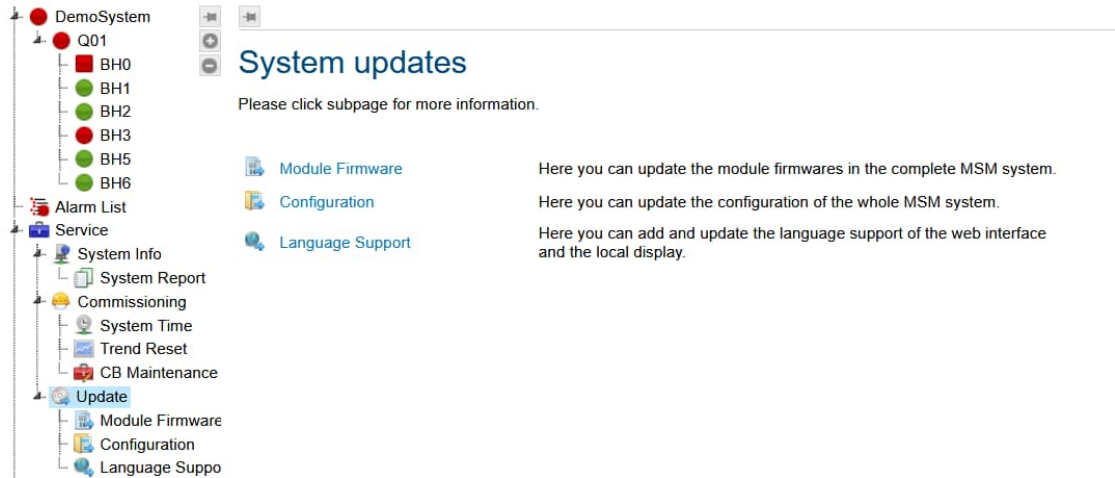 DemoSystem
Q01
BH0
BH1
BH2
BH3
BH5
BH6
Alarm List
Service
System Info
System Report
Commissioning
System Time
Trend Reset
CB Maintenance
Update
Module Firmware
Configuration
Language Suppo
System updates
Please click subpage for more information.
Module Firmware
Here you can update the module firmwares in the complete MSM system.
Configuration
Here you can update the configuration of the whole MSM system.
Language Support
Here you can add and update the language support of the web interface
and the local display.